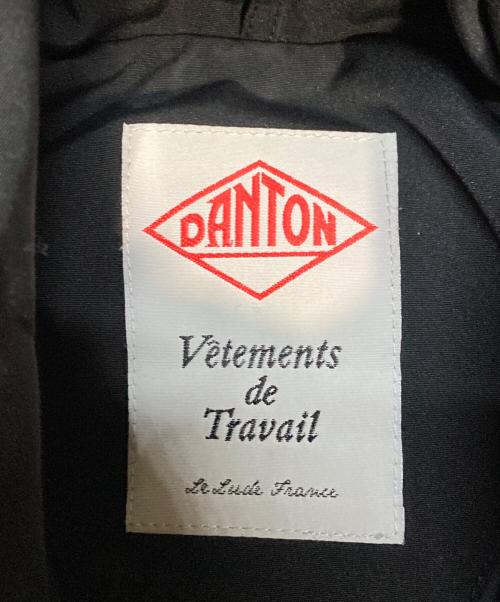 DANTON
Vêtements
de
Travail
Le Lude France